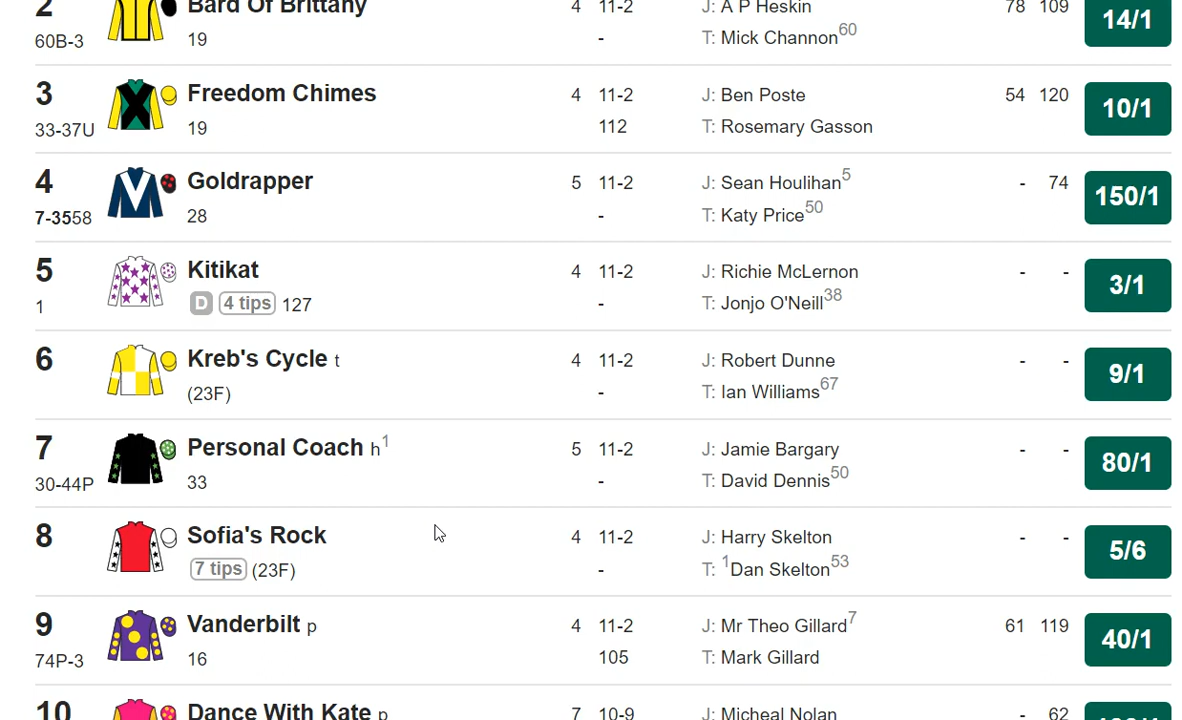 2 Bard Of Brittany 4 11-2 J: A P Heskin 78 109 14/1
60B-3 19 - T: Mick Channon60
3 Freedom Chimes 4 11-2 J: Ben Poste 54 120 10/1
33-37U 19 112 T: Rosemary Gasson
4 Goldrapper 5 11-2 J: Sean Houlihan5 - 74 150/1
7-3558 28 - T: Katy Price50
5 Kitikat 4 11-2 J: Richie McLernon - - 3/1
1 D 4 tips 127 - T: Jonjo O'Neill38
6 Kreb's Cycle t 4 11-2 J: Robert Dunne - - 9/1
(23F) - T: Ian Williams67
7 Personal Coach h1 5 11-2 J: Jamie Bargary - - 80/1
30-44P 33 - T: David Dennis50
8 Sofia's Rock 4 11-2 J: Harry Skelton - - 5/6
7 tips (23F) - T: 1Dan Skelton53
9 Vanderbilt p 4 11-2 J: Mr Theo Gillard7 61 119 40/1
74P-3 16 105 T: Mark Gillard
10 Dance With Kate p 7 10-9 J: Micheal Nolan - 62